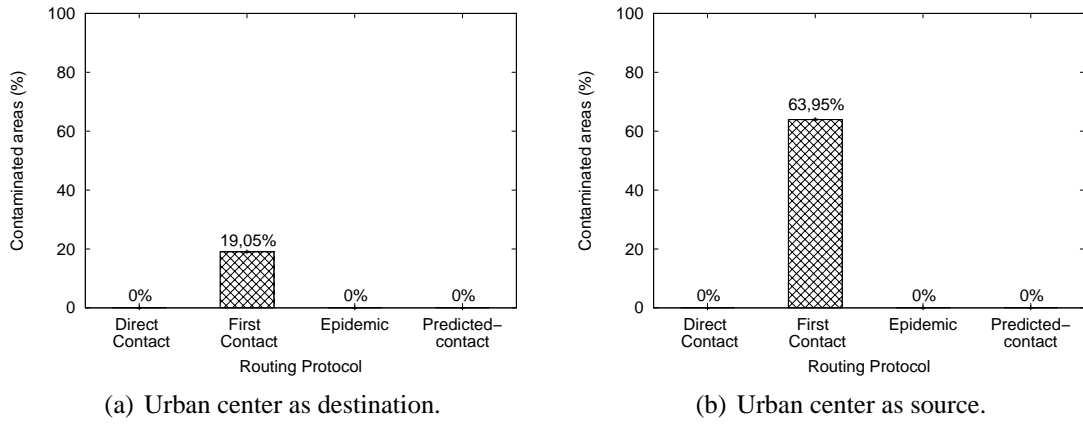 100
80
60
40
20
0
Contaminated areas (%)
0%
19,05%
0%
0%
Direct Contact
First Contact
Epidemic
Predicted−contact
Routing Protocol
(a) Urban center as destination.
100
80
60
40
20
0
Contaminated areas (%)
0%
63,95%
0%
0%
Direct Contact
First Contact
Epidemic
Predicted−contact
Routing Protocol
(b) Urban center as source.